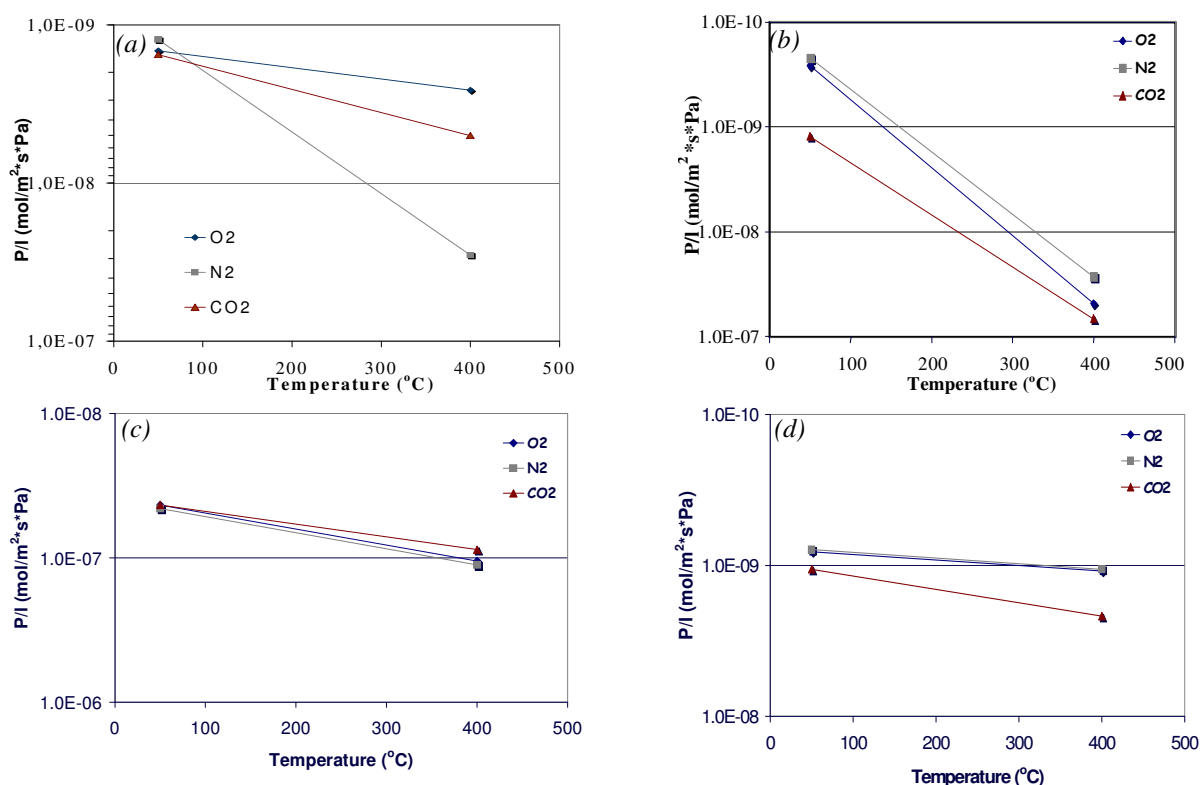 (a)
1,0E-09
1,0E-08
1,0E-07
P/l (mol/m²*s*Pa)
O2
N2
CO2
0 100 200 300 400 500
Temperature (°C)
(b)
1.0E-10
1.0E-09
1.0E-08
1.0E-07
P/l (mol/m² *s*Pa)
O2
N2
CO2
0 100 200 300 400 500
Temperature (°C)
(c)
1.0E-08
1.0E-07
1.0E-06
P/l (mol/m²*s*Pa)
O2
N2
CO2
0 100 200 300 400 500
Temperature (°C)
(d)
1.0E-10
1.0E-09
1.0E-08
P/l (mol/m²*s*Pa)
O2
N2
CO2
0 100 200 300 400 500
Temperature (°C)